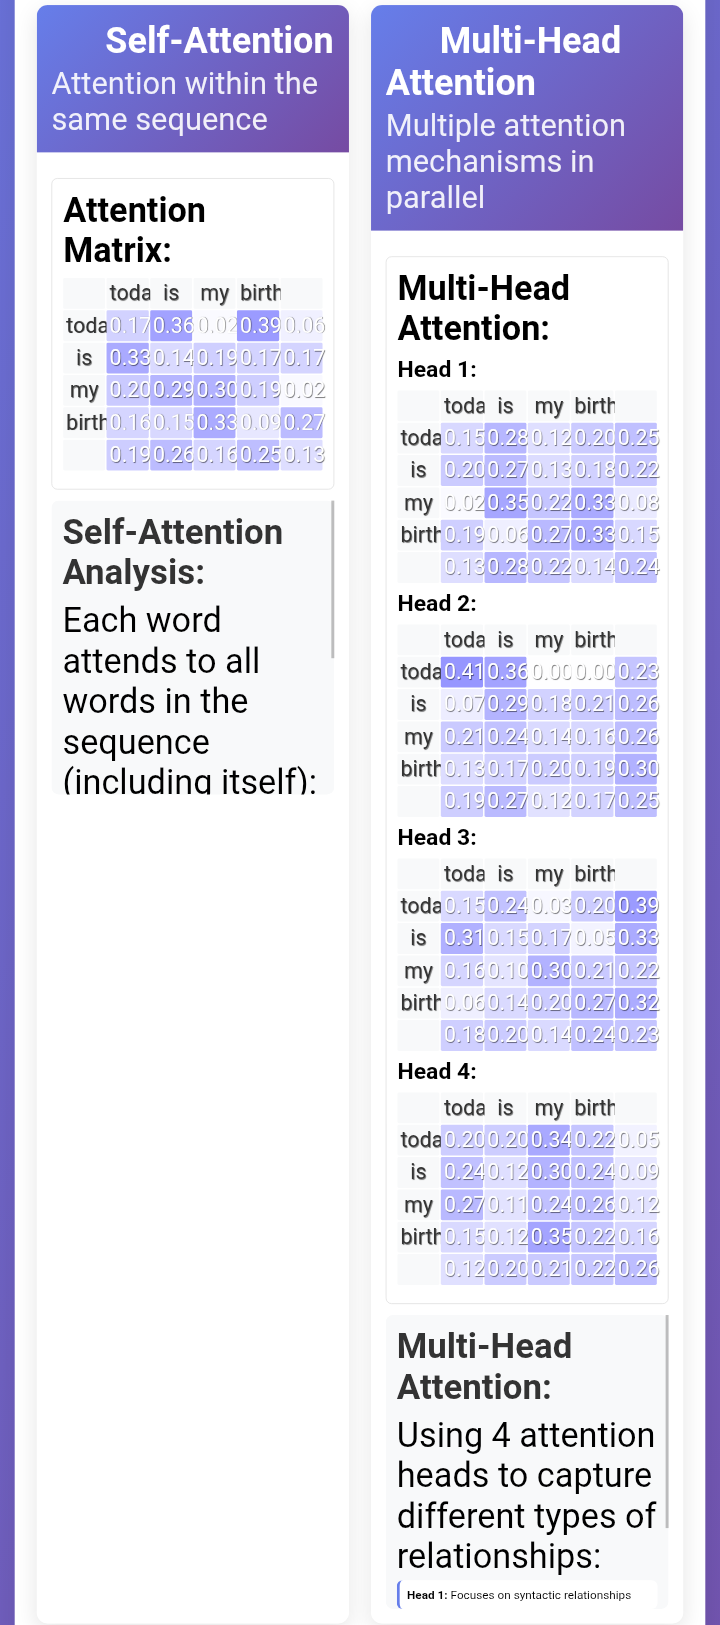 Self-Attention
Attention within the
same sequence
Attention
Matrix:
toda is my birth
toda 0.17 0.36 0.02 0.39 0.06
is 0.33 0.14 0.19 0.17 0.17
my 0.20 0.29 0.30 0.19 0.02
birth 0.16 0.15 0.33 0.09 0.27
0.19 0.26 0.16 0.25 0.13
Self-Attention
Analysis:
Each word
attends to all
words in the
sequence
(including itself):
Multi-Head
Attention
Multiple attention
mechanisms in
parallel
Multi-Head
Attention:
Head 1:
toda is my birth
toda 0.15 0.28 0.12 0.20 0.25
is 0.20 0.27 0.13 0.18 0.22
my 0.02 0.35 0.22 0.33 0.08
birth 0.19 0.06 0.27 0.33 0.15
0.13 0.28 0.22 0.14 0.24
Head 2:
toda is my birth
toda 0.41 0.36 0.00 0.00 0.23
is 0.07 0.29 0.18 0.21 0.26
my 0.21 0.24 0.14 0.16 0.26
birth 0.13 0.17 0.20 0.19 0.30
0.19 0.27 0.12 0.17 0.25
Head 3:
toda is my birth
toda 0.15 0.24 0.03 0.20 0.39
is 0.31 0.15 0.17 0.05 0.33
my 0.16 0.10 0.30 0.21 0.22
birth 0.06 0.14 0.20 0.27 0.32
0.18 0.20 0.14 0.24 0.23
Head 4:
toda is my birth
toda 0.20 0.20 0.34 0.22 0.05
is 0.24 0.12 0.30 0.24 0.09
my 0.27 0.11 0.24 0.26 0.12
birth 0.15 0.12 0.35 0.22 0.16
0.12 0.20 0.21 0.22 0.26
Multi-Head
Attention:
Using 4 attention
heads to capture
different types of
relationships:
Head 1: Focuses on syntactic relationships